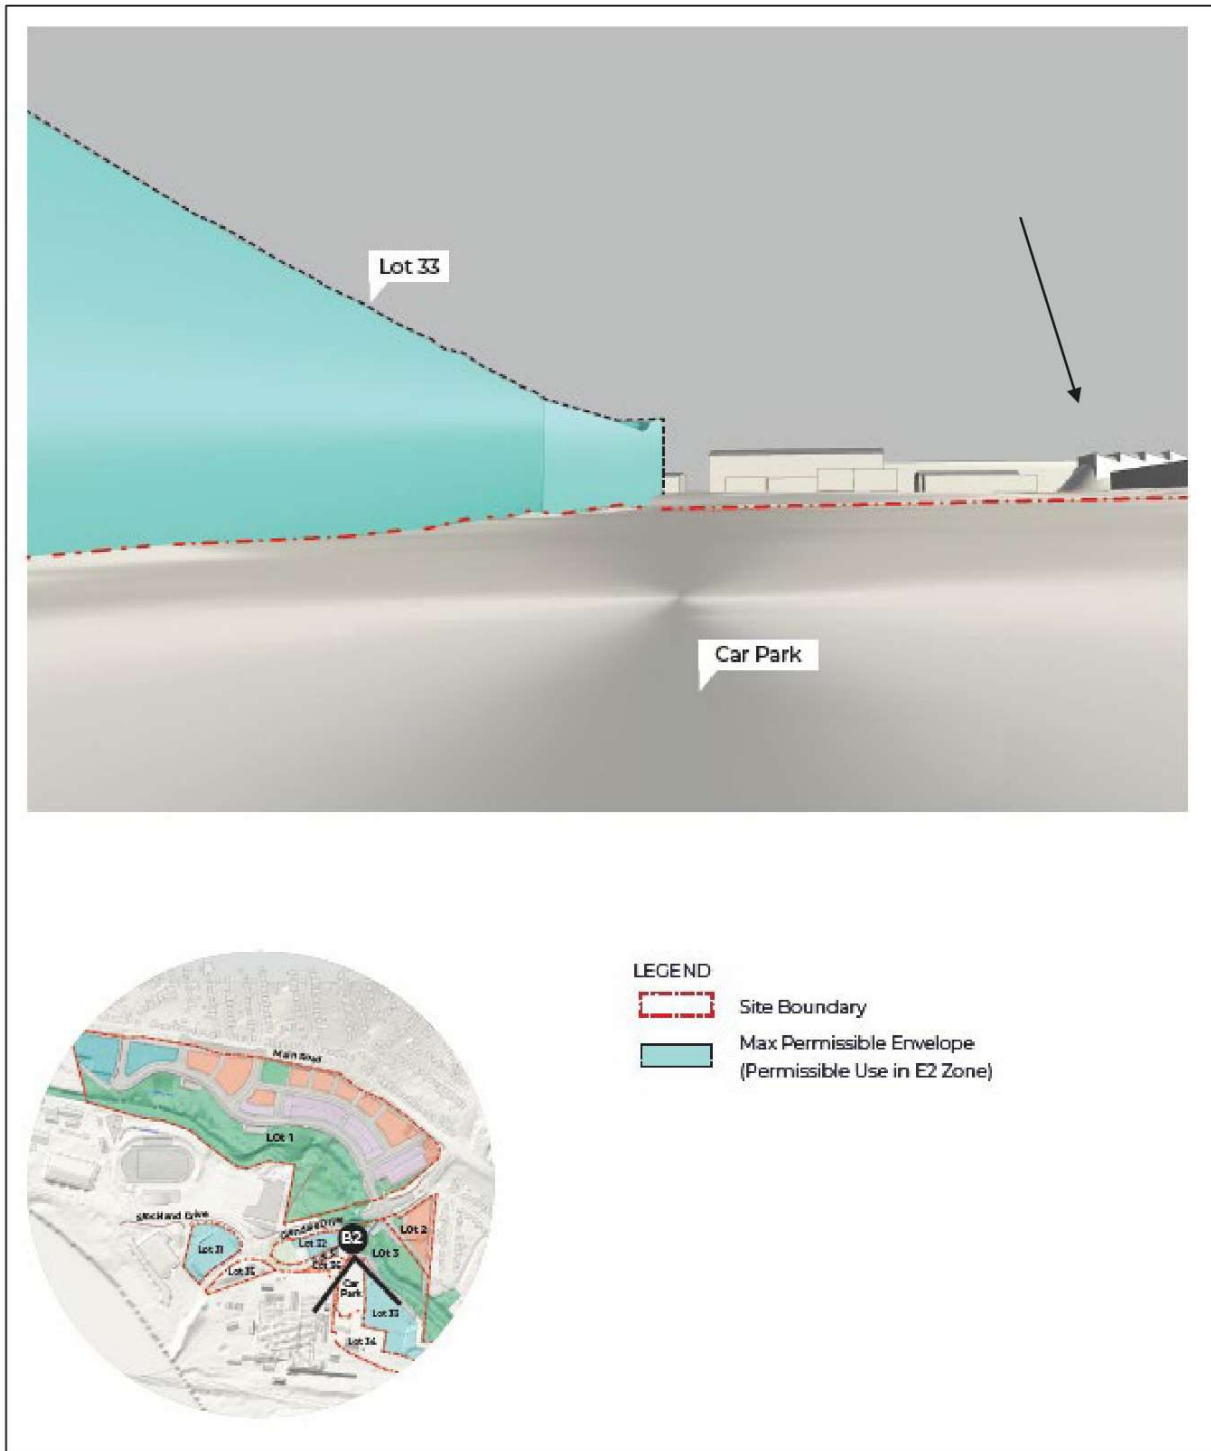 Lot 33
Car Park
LEGEND
Site Boundary
Max Permissible Envelope
(Permissible Use in E2 Zone)
Main Road
Lot 1
Lot 2
B2
Lot 32
Lot 3
Lot 31
Car
Park
Lot 33
Lot 34